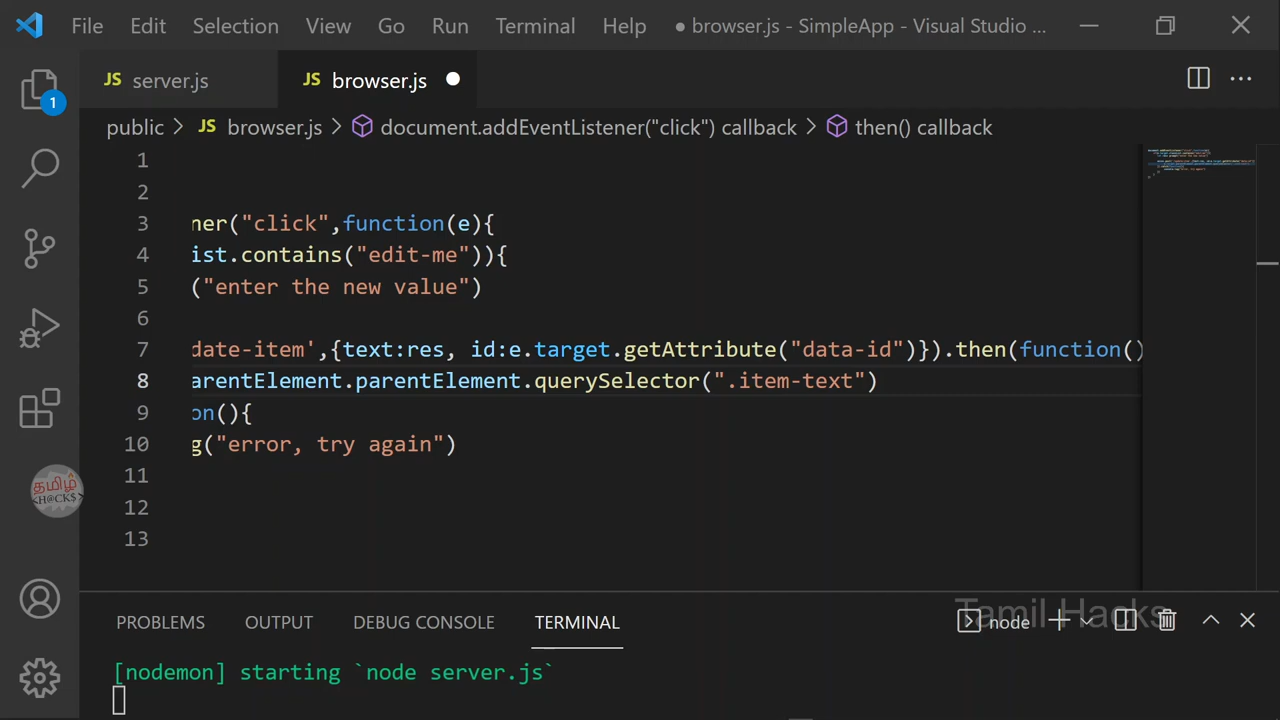 File Edit Selection View Go Run Terminal Help ● browser.js - SimpleApp - Visual Studio ...
JS server.js JS browser.js
1
public > JS browser.js > document.addEventListener("click") callback > then() callback
1
2
3 ner("click",function(e){
4 ist.contains("edit-me")){
5 ("enter the new value")
6
7 date-item',{text:res, id:e.target.getAttribute("data-id")}).then(function()
8 arentElement.parentElement.querySelector(".item-text")
9 on(){
10 g("error, try again")
11
12
13
தமிழ்
<H@CK$>
Tamil Hacks
PROBLEMS OUTPUT DEBUG CONSOLE TERMINAL node
[nodemon] starting `node server.js`